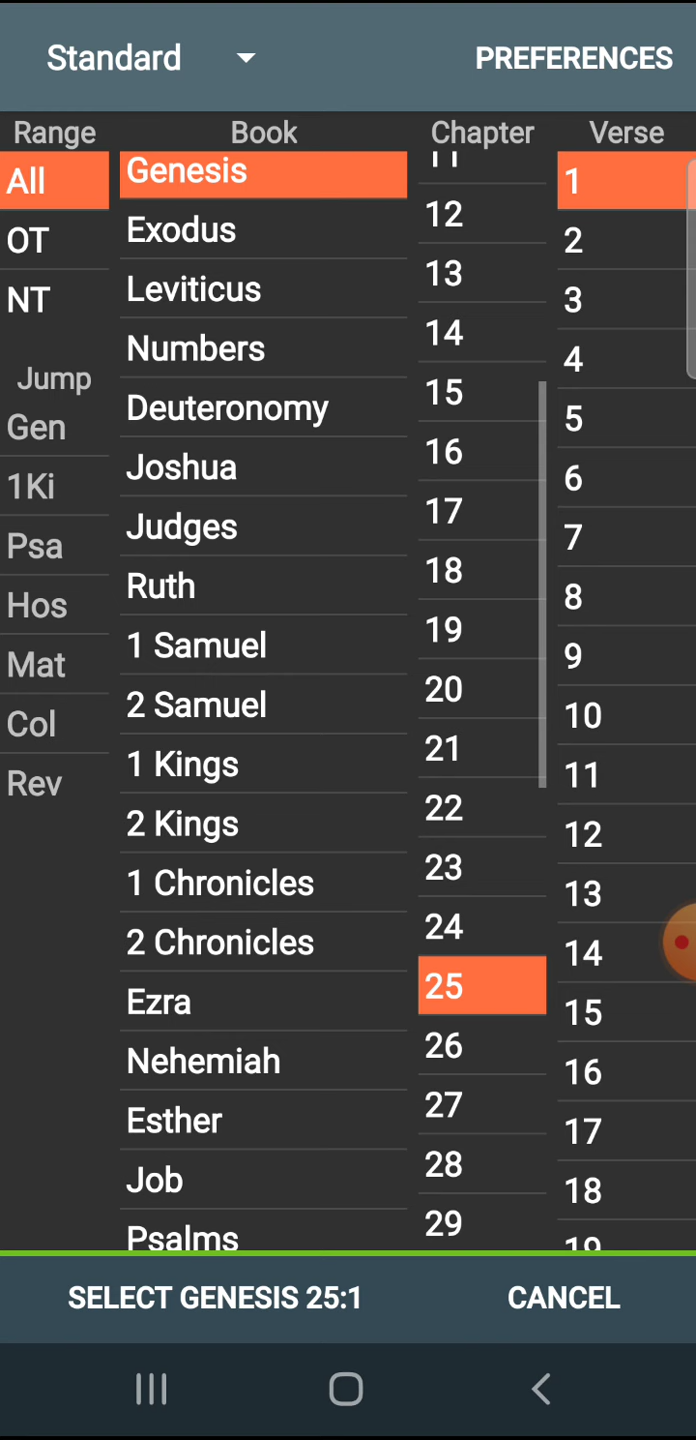 Standard
PREFERENCES
Range
Book
Chapter
Verse
All
OT
NT
Jump
Gen
1Ki
Psa
Hos
Mat
Col
Rev
Genesis
Exodus
Leviticus
Numbers
Deuteronomy
Joshua
Judges
Ruth
1 Samuel
2 Samuel
1 Kings
2 Kings
1 Chronicles
2 Chronicles
Ezra
Nehemiah
Esther
Job
Psalms
11
12
13
14
15
16
17
18
19
20
21
22
23
24
25
26
27
28
29
1
2
3
4
5
6
7
8
9
10
11
12
13
14
15
16
17
18
19
SELECT GENESIS 25:1
CANCEL